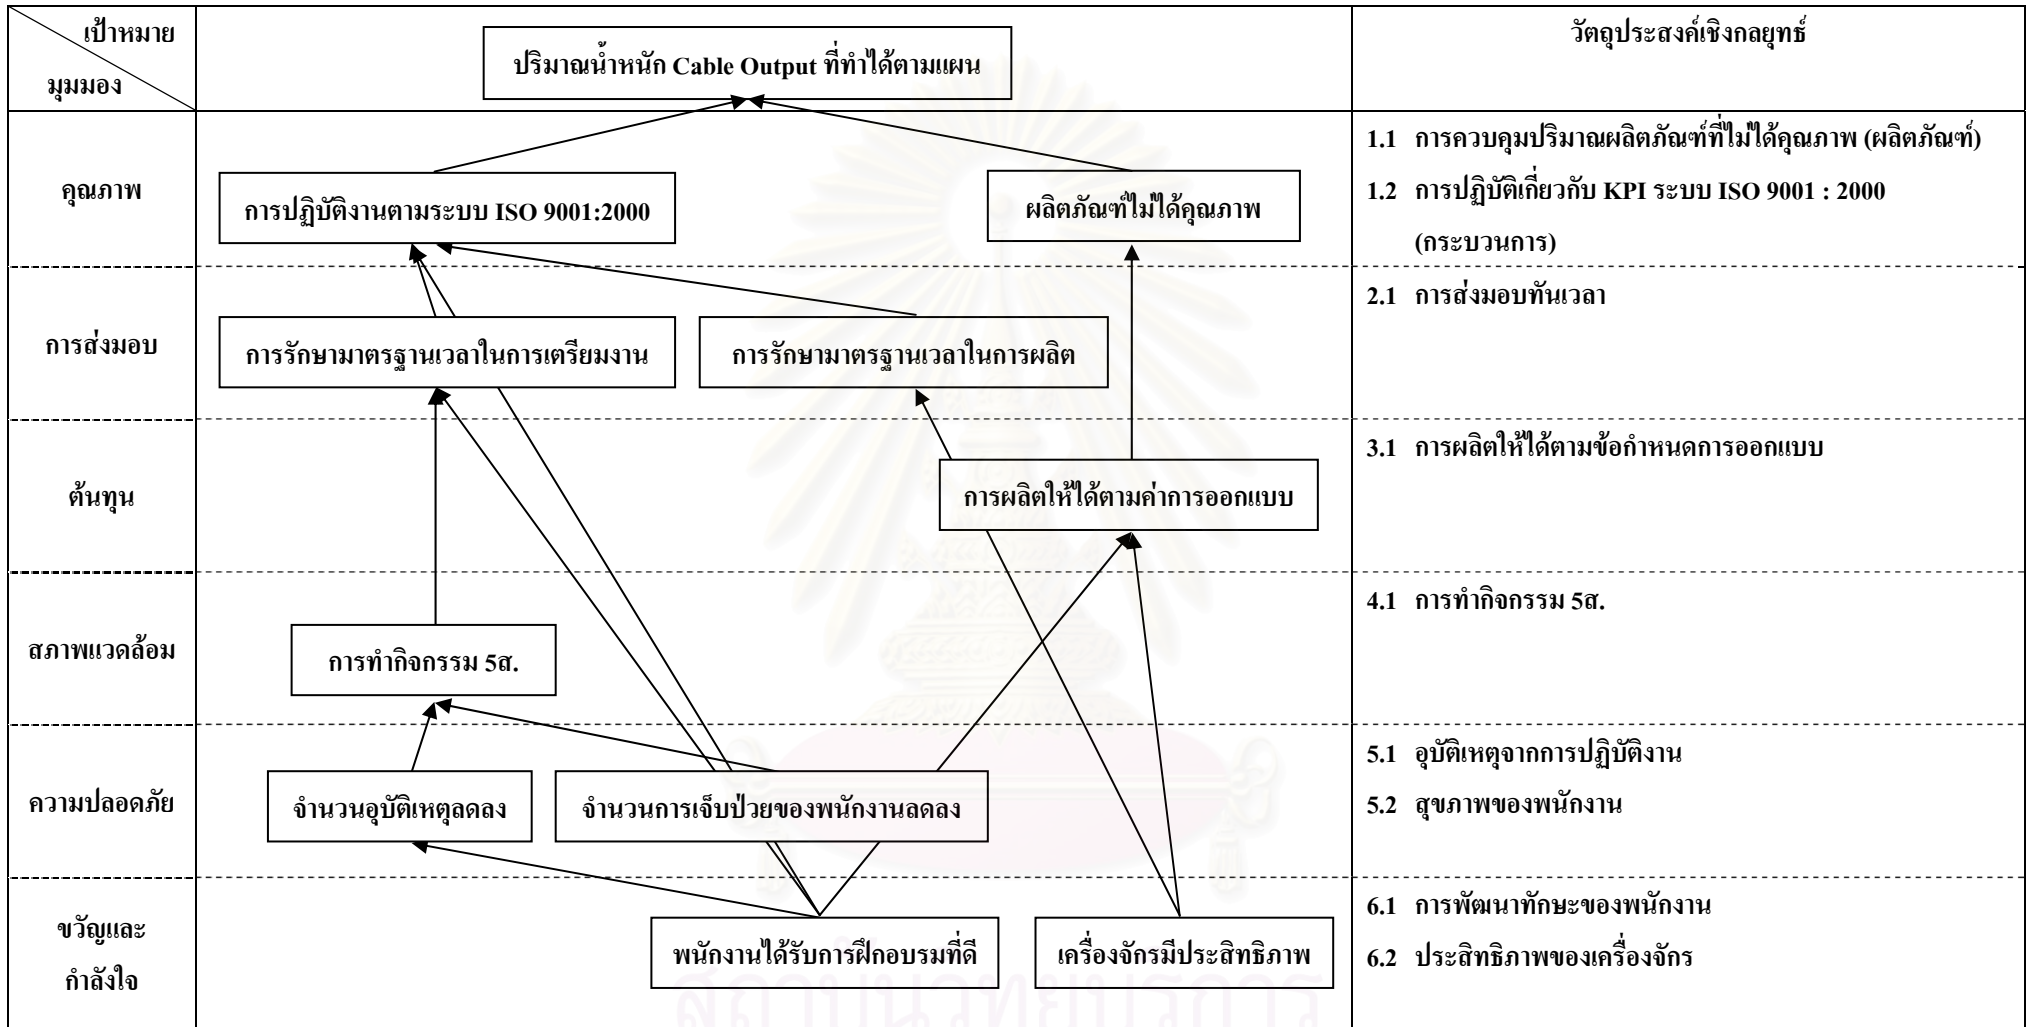 เป้าหมาย
มุมมอง
ปริมาณน้ำหนัก Cable Output ที่ทำได้ตามแผน
วัตถุประสงค์เชิงกลยุทธ์
คุณภาพ
การปฏิบัติงานตามระบบ ISO 9001:2000
ผลิตภัณฑ์ไม่ได้คุณภาพ
1.1 การควบคุมปริมาณผลิตภัณฑ์ที่ไม่ได้คุณภาพ (ผลิตภัณฑ์)
1.2 การปฏิบัติเกี่ยวกับ KPI ระบบ ISO 9001 : 2000
(กระบวนการ)
การส่งมอบ
การรักษามาตรฐานเวลาในการเตรียมงาน
การรักษามาตรฐานเวลาในการผลิต
2.1 การส่งมอบทันเวลา
ต้นทุน
การผลิตให้ได้ตามค่าการออกแบบ
3.1 การผลิตให้ได้ตามข้อกำหนดการออกแบบ
สภาพแวดล้อม
การทำกิจกรรม 5ส.
4.1 การทำกิจกรรม 5ส.
ความปลอดภัย
จำนวนอุบัติเหตุลดลง
จำนวนการเจ็บป่วยของพนักงานลดลง
5.1 อุบัติเหตุจากการปฏิบัติงาน
5.2 สุขภาพของพนักงาน
ขวัญและ
กำลังใจ
พนักงานได้รับการฝึกอบรมที่ดี
เครื่องจักรมีประสิทธิภาพ
6.1 การพัฒนาทักษะของพนักงาน
6.2 ประสิทธิภาพของเครื่องจักร
สถาบันวิทยบริการ